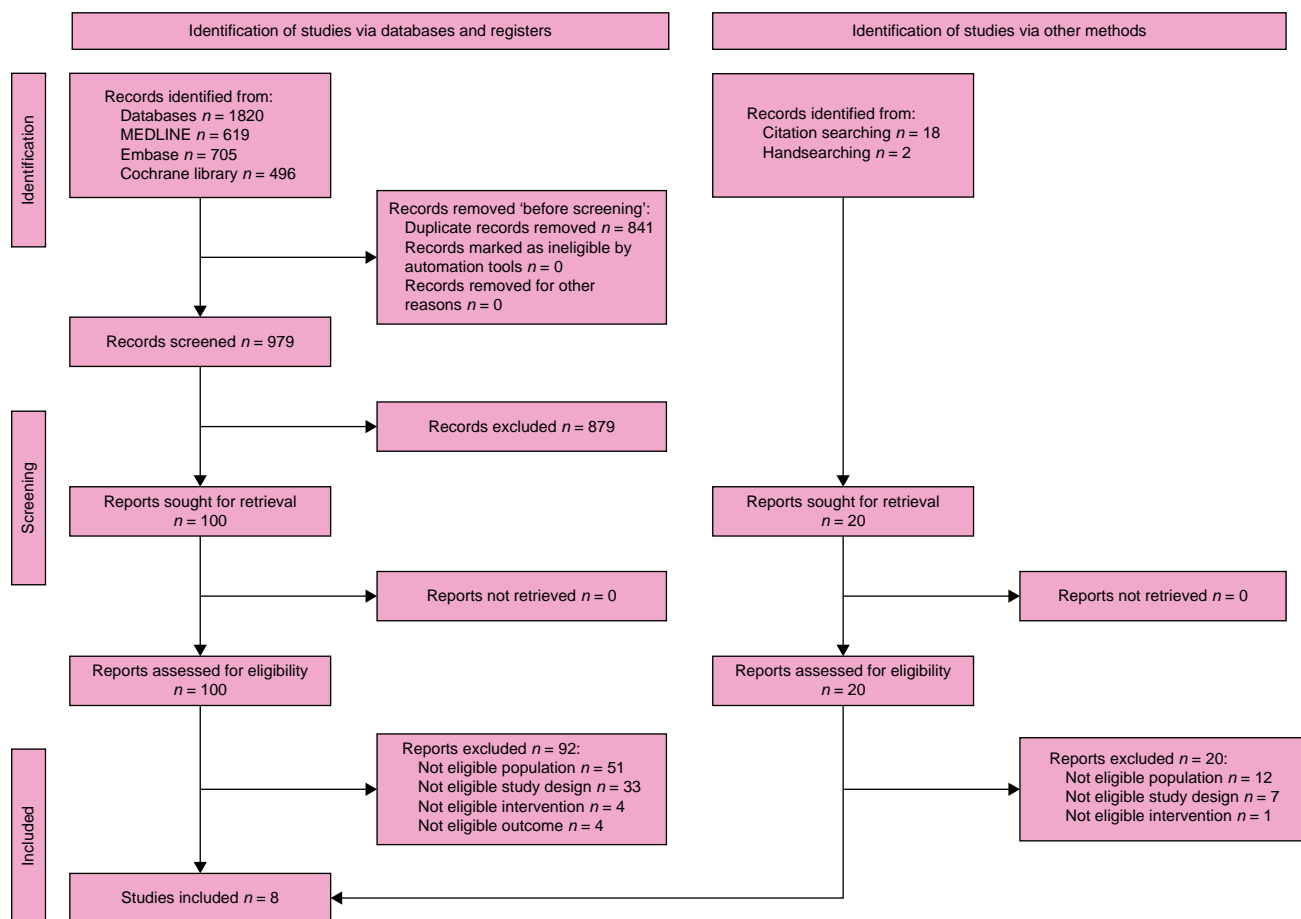 Identification of studies via databases and registers
Identification of studies via other methods
Identification
Records identified from:
Databases n = 1820
MEDLINE n = 619
Embase n = 705
Cochrane library n = 496
Records identified from:
Citation searching n = 18
Handsearching n = 2
Records removed ‘before screening’:
Duplicate records removed n = 841
Records marked as ineligible by
automation tools n = 0
Records removed for other
reasons n = 0
Records screened n = 979
Screening
Records excluded n = 879
Reports sought for retrieval
n = 100
Reports sought for retrieval
n = 20
Reports not retrieved n = 0
Reports not retrieved n = 0
Reports assessed for eligibility
n = 100
Reports assessed for eligibility
n = 20
Included
Reports excluded n = 92:
Not eligible population n = 51
Not eligible study design n = 33
Not eligible intervention n = 4
Not eligible outcome n = 4
Reports excluded n = 20:
Not eligible population n = 12
Not eligible study design n = 7
Not eligible intervention n = 1
Studies included n = 8